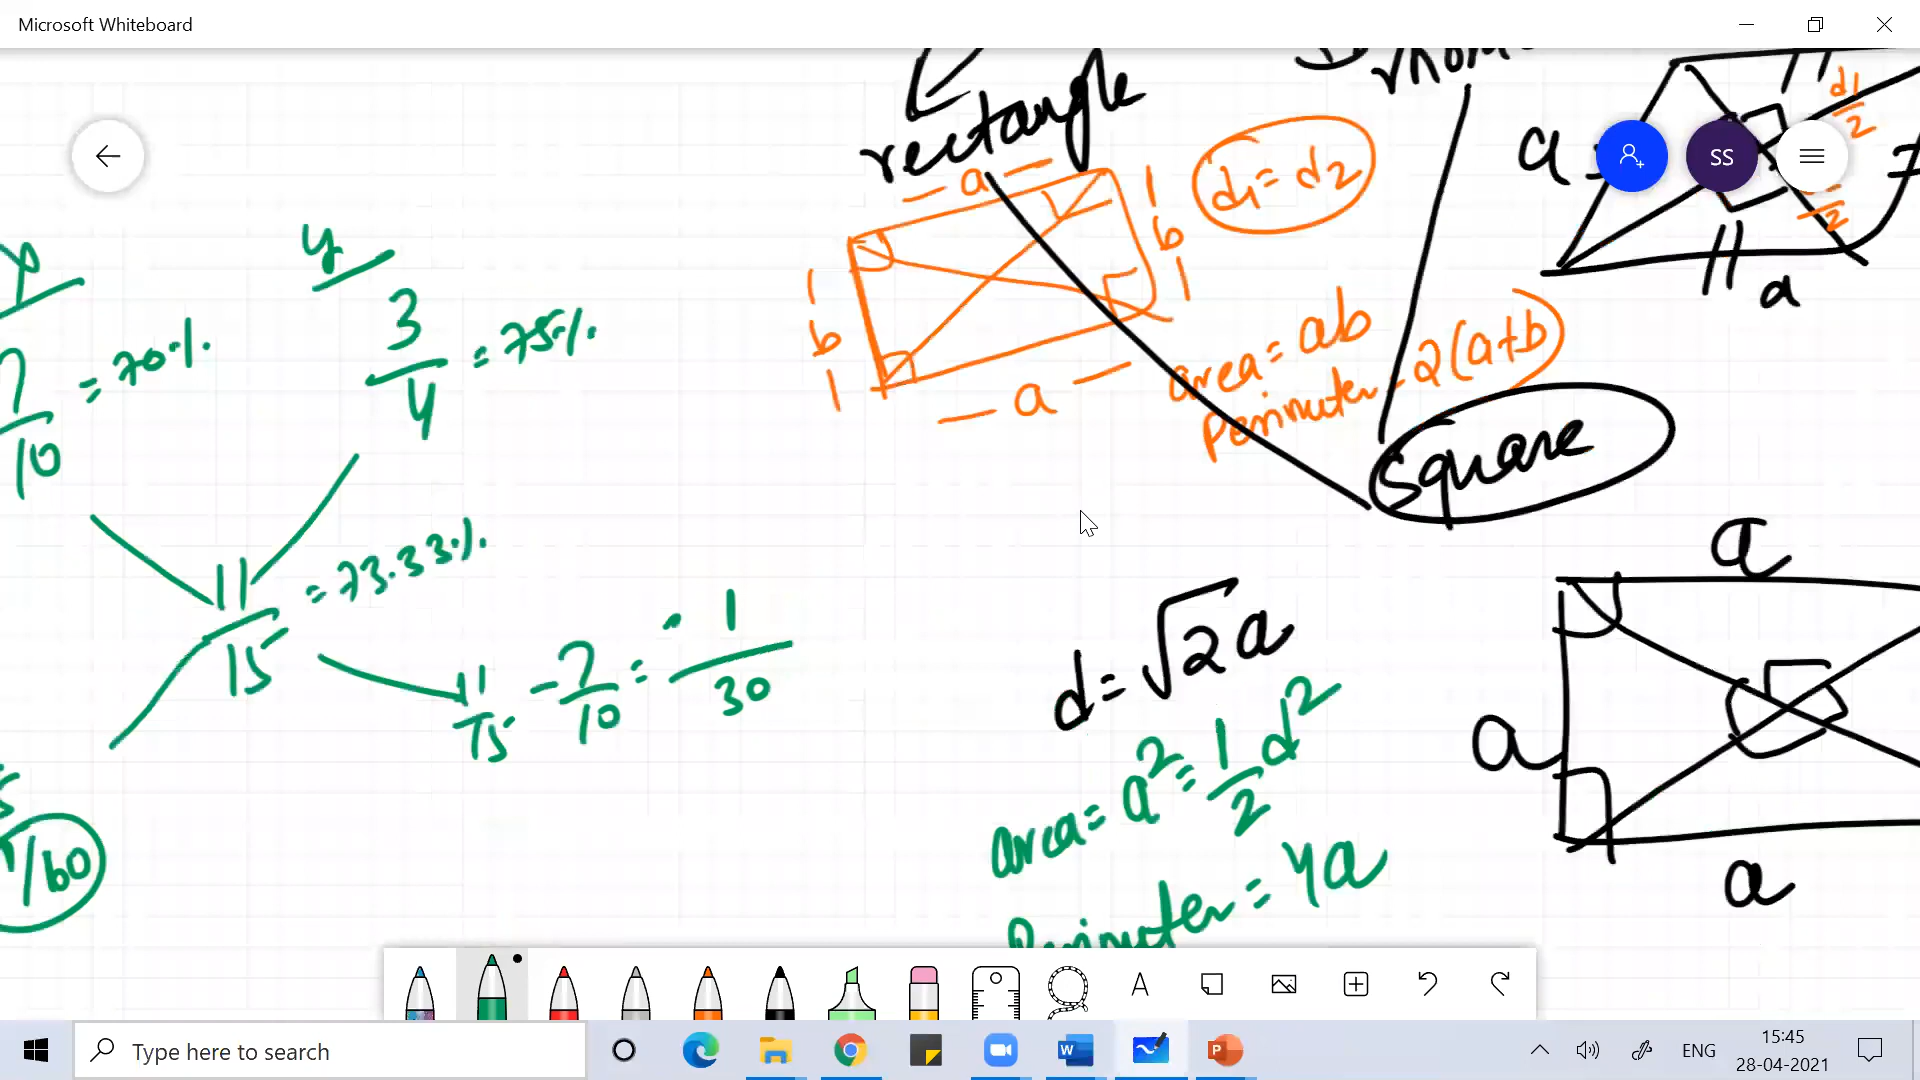 Microsoft Whiteboard
rectangle
a
b
b
a
d1 = d2
area = ab
Perimeter = 2(a+b)
a
d1/2
a
SS
square
y
7/10 = 70%
3/4 = 75%
11/15 = 73.33%
11/15 - 7/10 = 1/30
/60
d = √2a
area = a² = 1/2 d²
Perimeter = 4a
a
a
a
A
Type here to search
ENG
15:45
28-04-2021